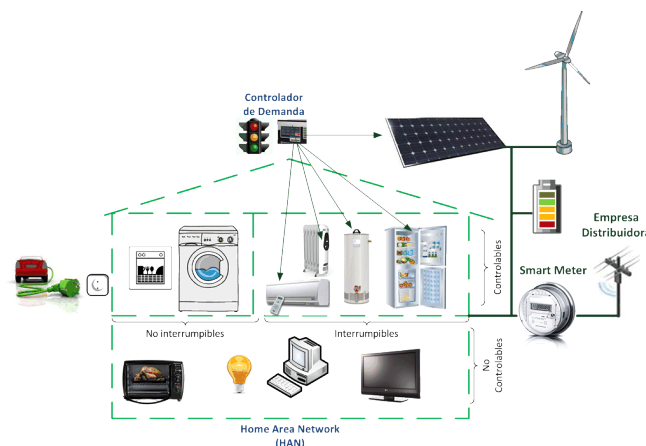 Controlador
de Demanda
Empresa
Distribuidora
Smart Meter
Controlables
No interrumpibles
Interrumpibles
No
Controlables
Home Area Network
(HAN)